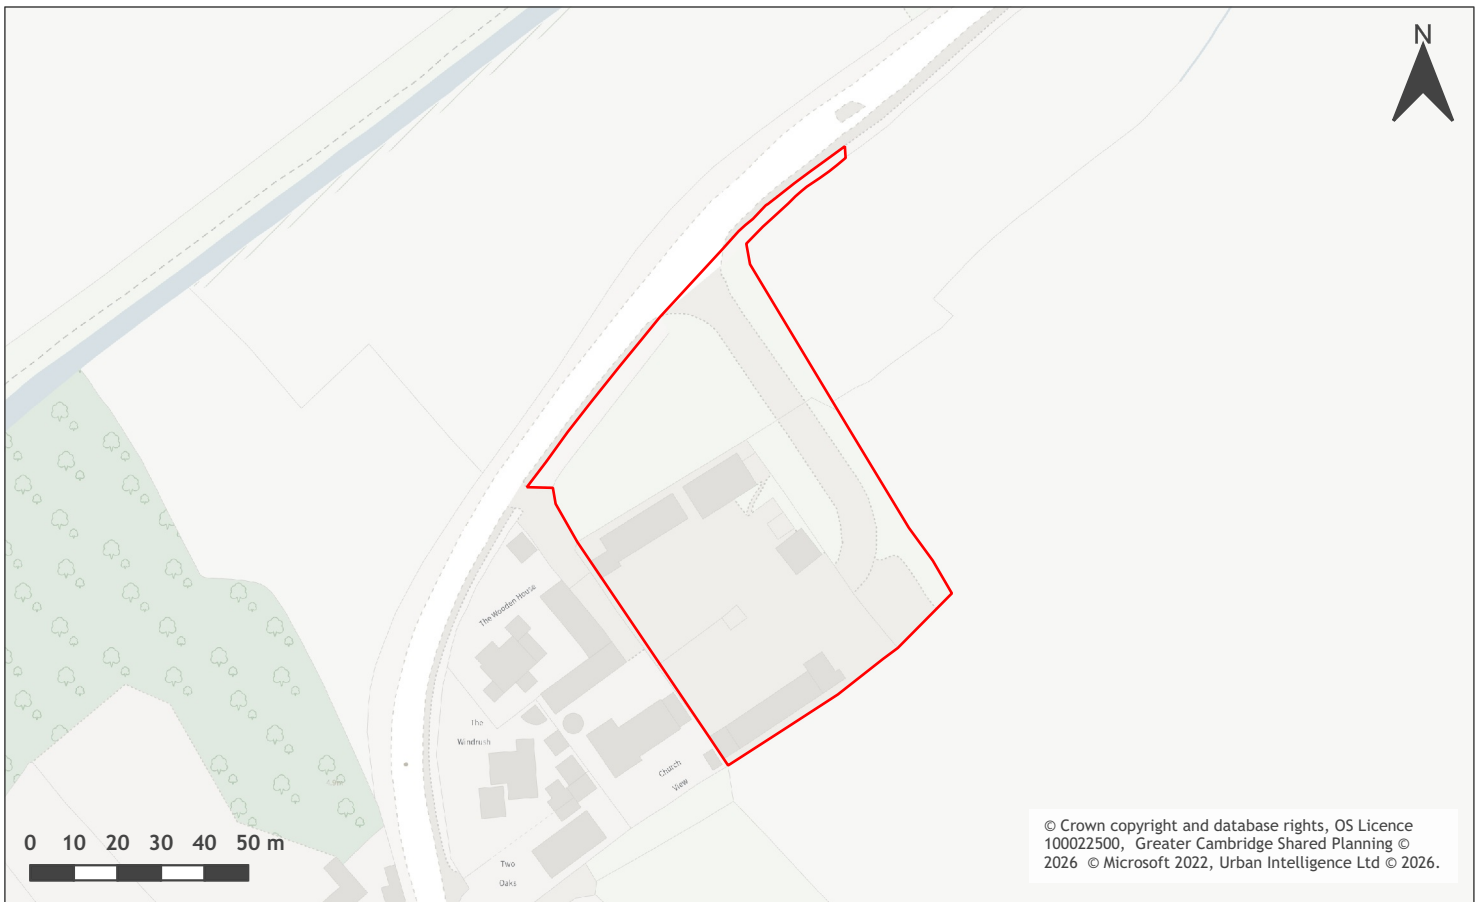 N
The Wooden House
The
Windrush
Church
View
Two
Oaks
0 10 20 30 40 50 m
© Crown copyright and database rights, OS Licence
100022500, Greater Cambridge Shared Planning ©
2026 © Microsoft 2022, Urban Intelligence Ltd © 2026.